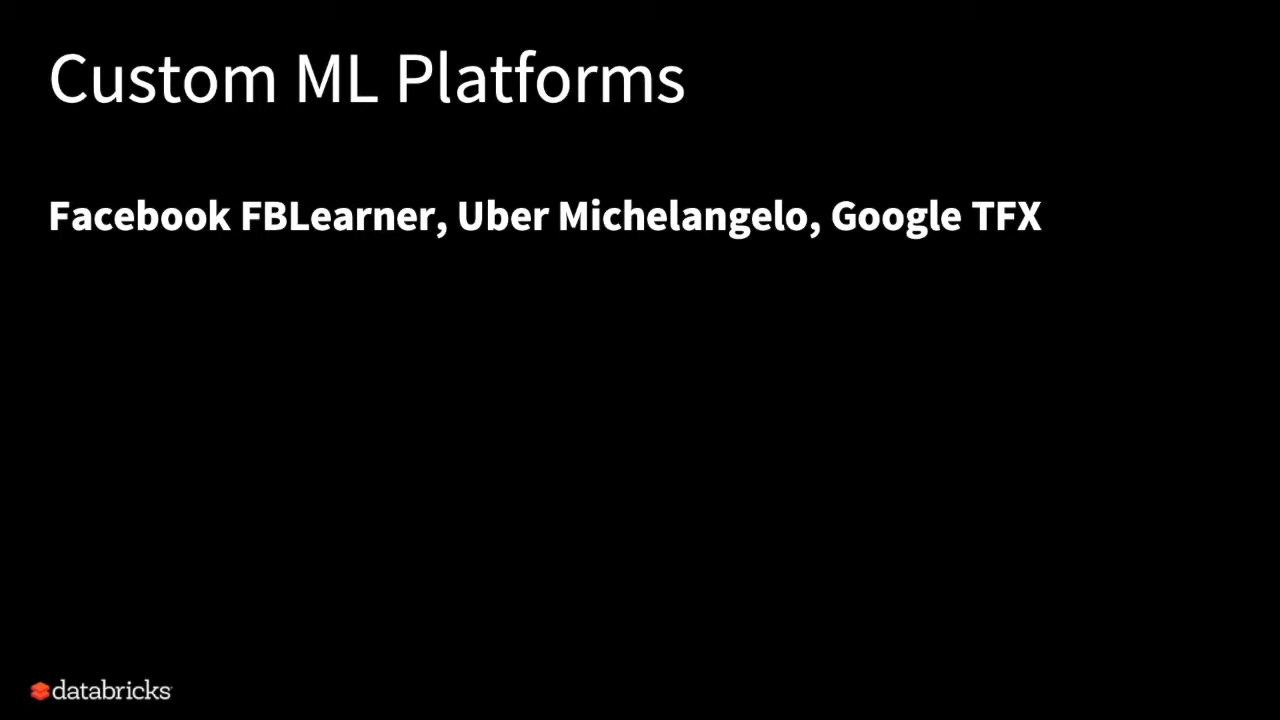 Custom ML Platforms
Facebook FBLearner, Uber Michelangelo, Google TFX
databricks